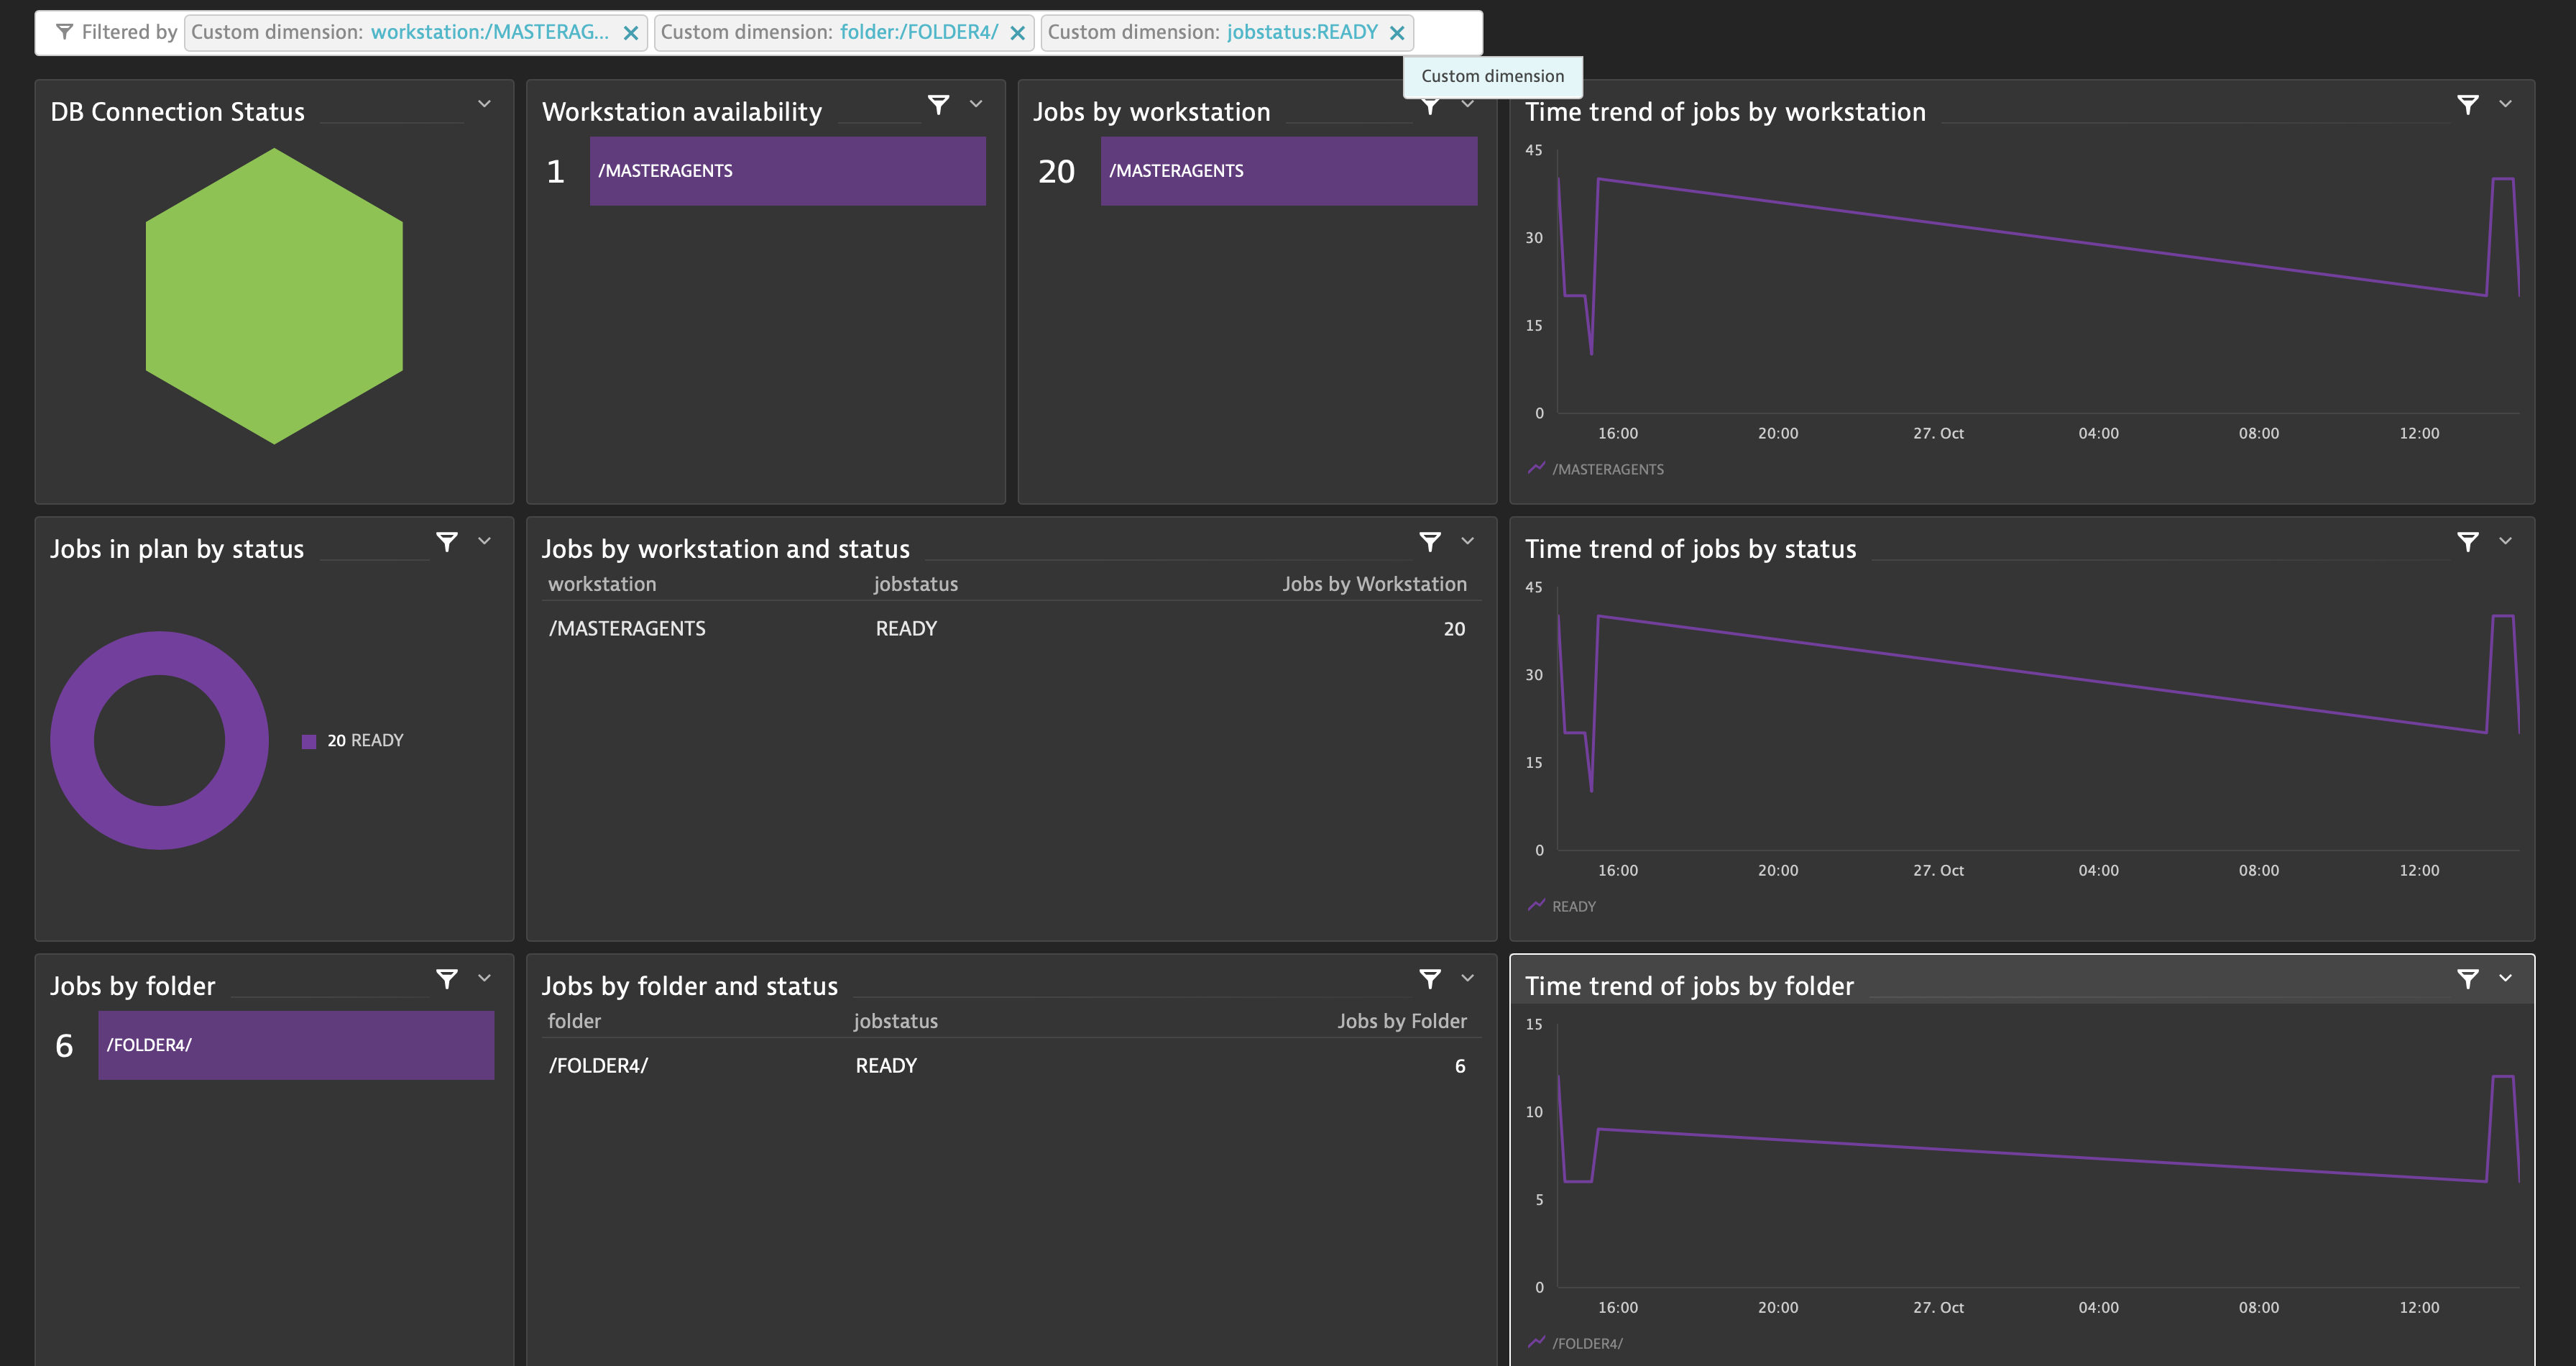 Filtered by Custom dimension: workstation:/MASTERAG... Custom dimension: folder:/FOLDER4/ Custom dimension: jobstatus:READY
Custom dimension
DB Connection Status
Workstation availability
1 /MASTERAGENTS
Jobs by workstation
20 /MASTERAGENTS
Time trend of jobs by workstation
45
30
15
0
16:00 20:00 27. Oct 04:00 08:00 12:00
/MASTERAGENTS
Jobs in plan by status
20 READY
Jobs by workstation and status
workstation jobstatus Jobs by Workstation
/MASTERAGENTS READY 20
Time trend of jobs by status
45
30
15
0
16:00 20:00 27. Oct 04:00 08:00 12:00
READY
Jobs by folder
6 /FOLDER4/
Jobs by folder and status
folder jobstatus Jobs by Folder
/FOLDER4/ READY 6
Time trend of jobs by folder
15
10
5
0
16:00 20:00 27. Oct 04:00 08:00 12:00
/FOLDER4/